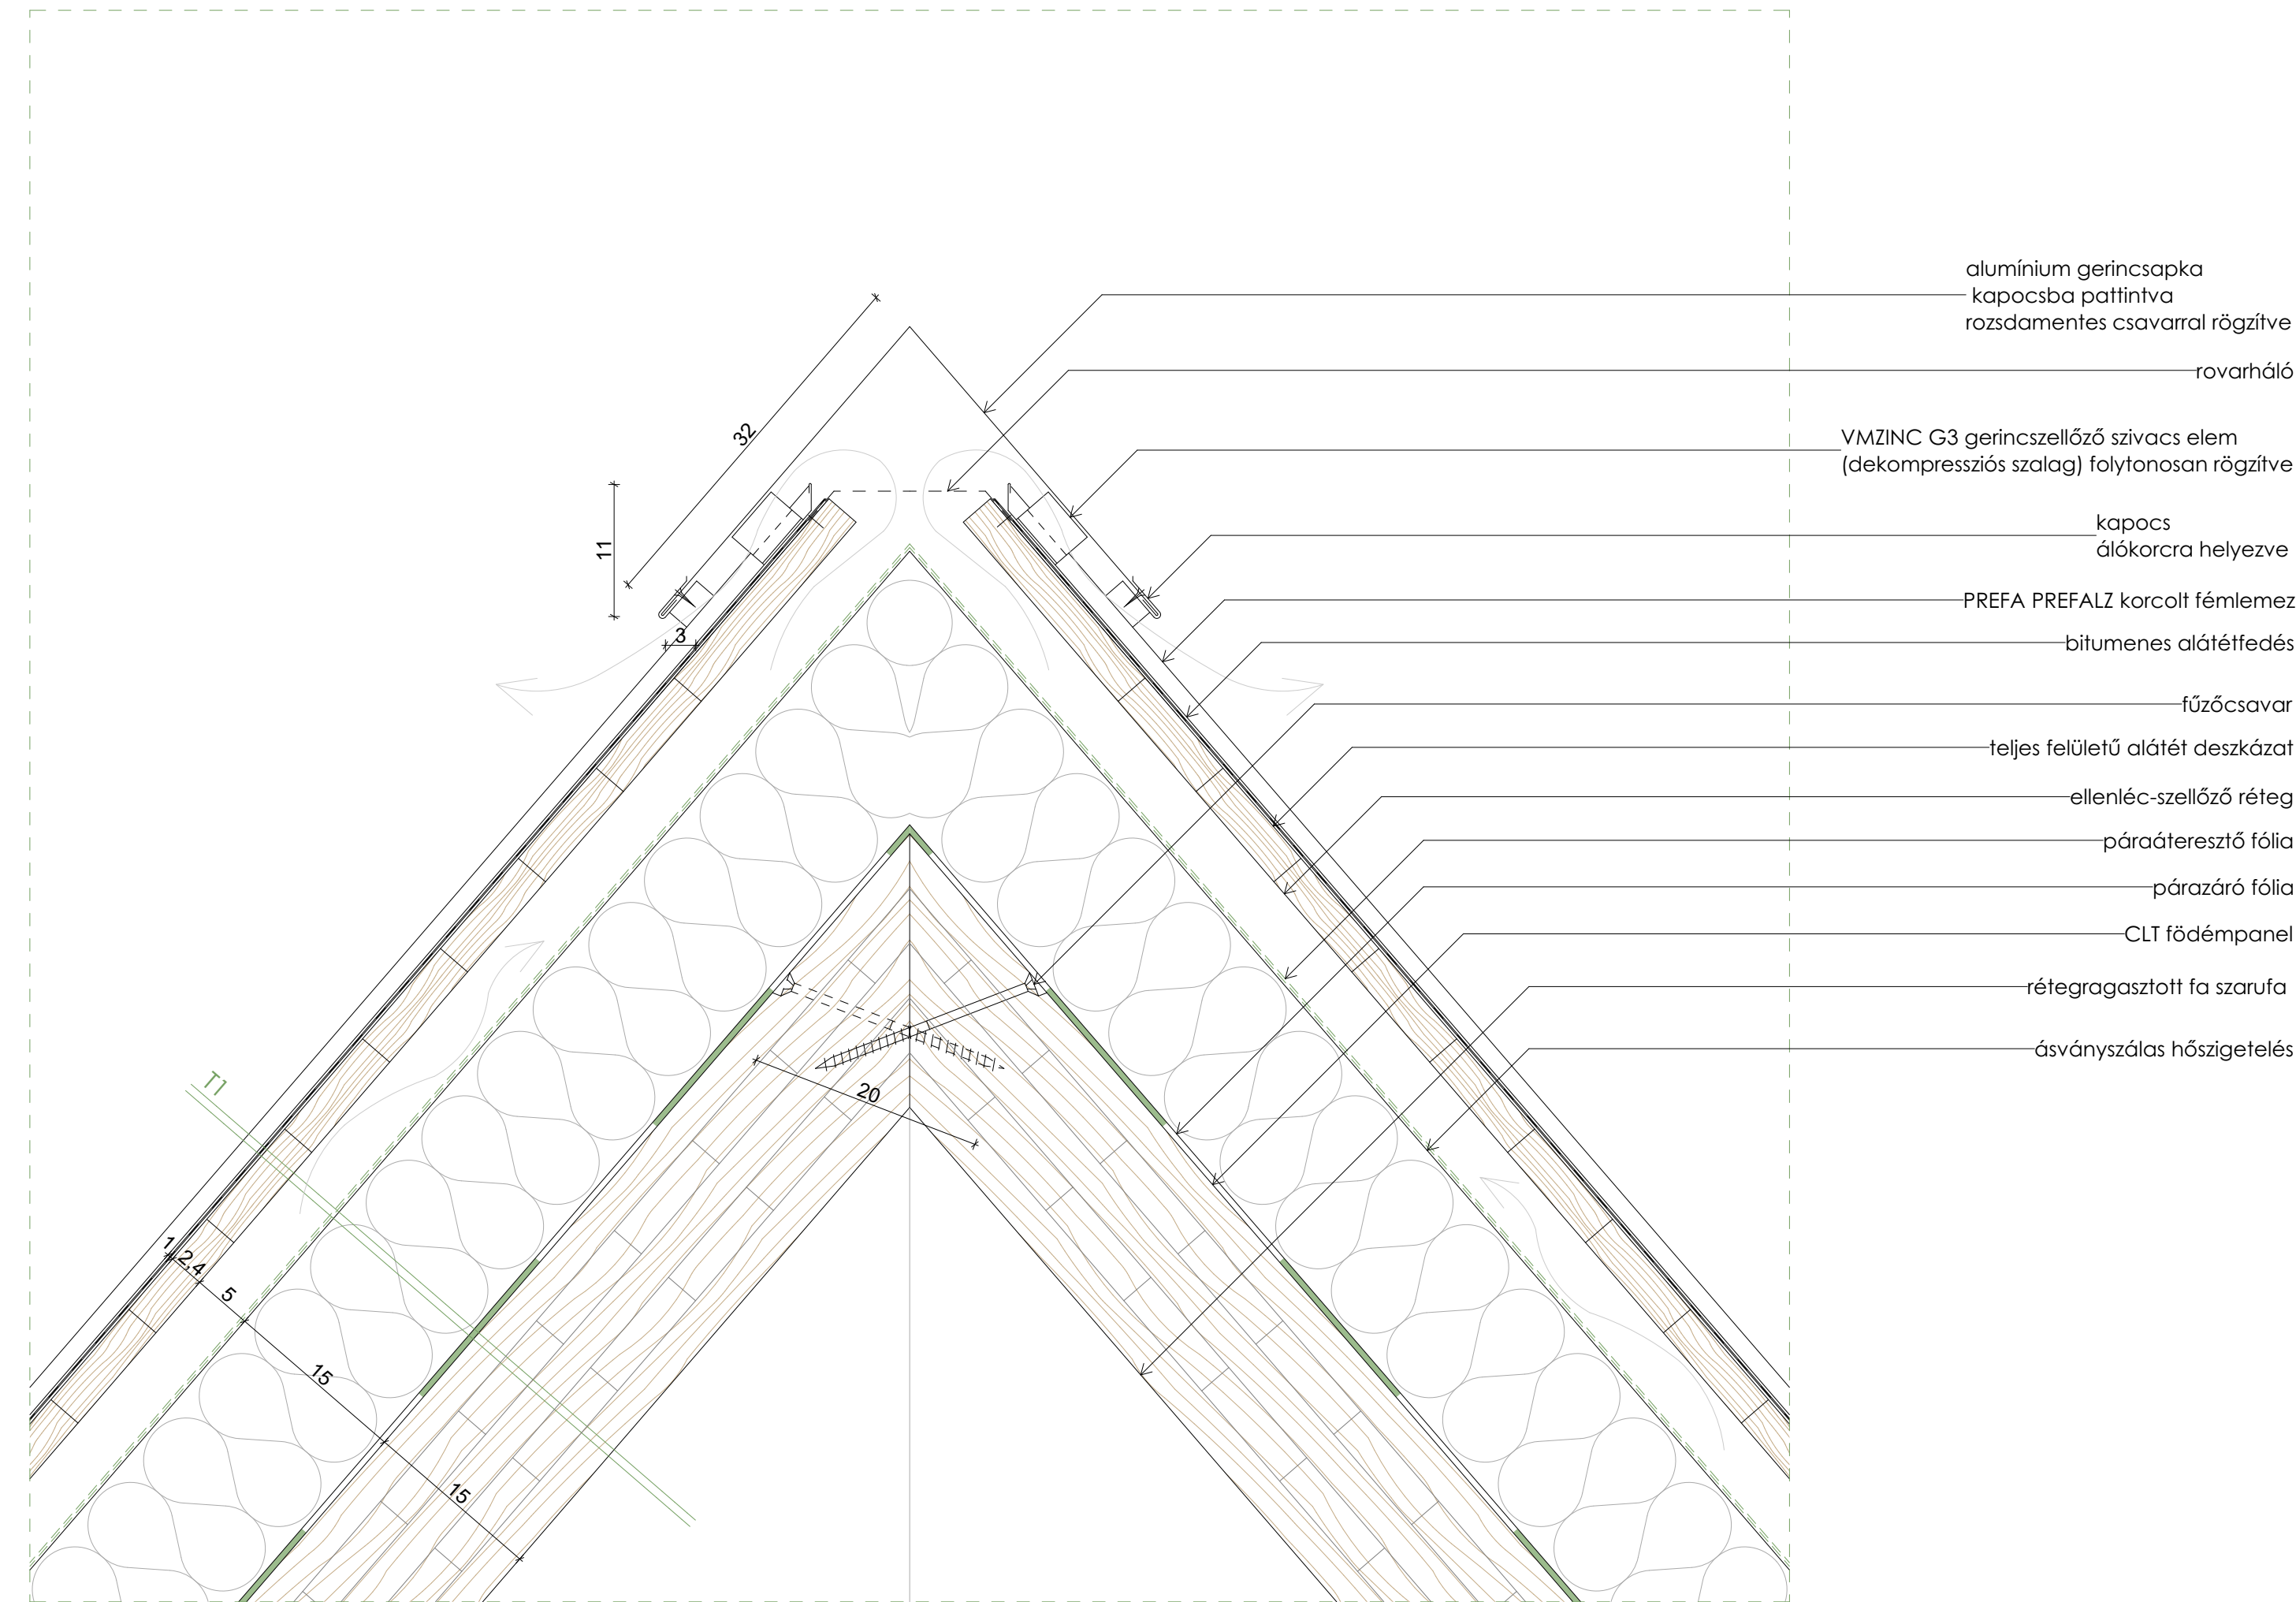 alumínium gerincsapka
kapocsba pattintva
rozsdamentes csavarral rögzítve
rovarháló
32
VMZINC G3 gerincszellőző szivacs elem
(dekompressziós szalag) folytonosan rögzítve
kapocs
álókorcra helyezve
11
PREFA PREFALZ korcolt fémlemez
3
bitumenes alátétfedés
fűzőcsavar
teljes felületű alátét deszkázat
ellenléc-szellőző réteg
páraáteresztő fólia
párazáró fólia
CLT födémpanel
rétegragasztott fa szarufa
ásványszálas hőszigetelés
T1
20
1
2,4
5
15
15